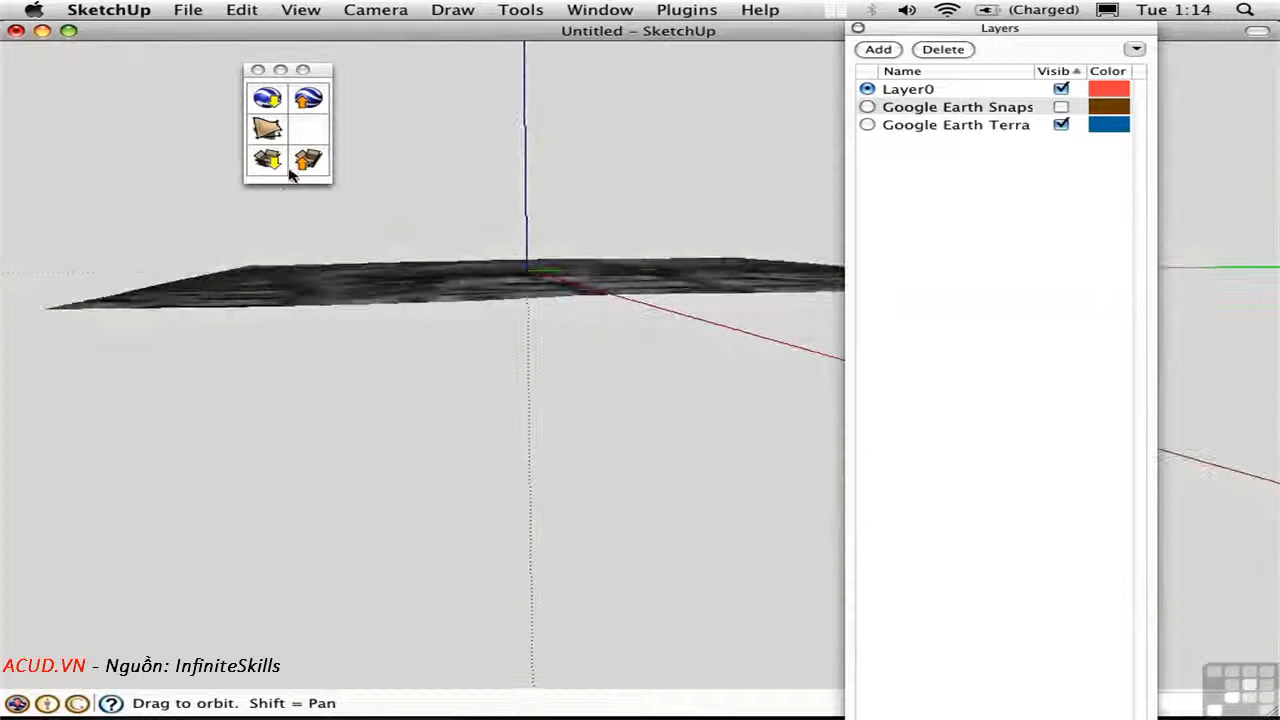 SketchUp File Edit View Camera Draw Tools Window Plugins Help (Charged) Tue 1:14
Untitled – SketchUp
Layers
Add Delete
Name Visib Color
Layer0
Google Earth Snaps
Google Earth Terra
ACUD.VN - Nguồn: InfiniteSkills
Drag to orbit. Shift = Pan